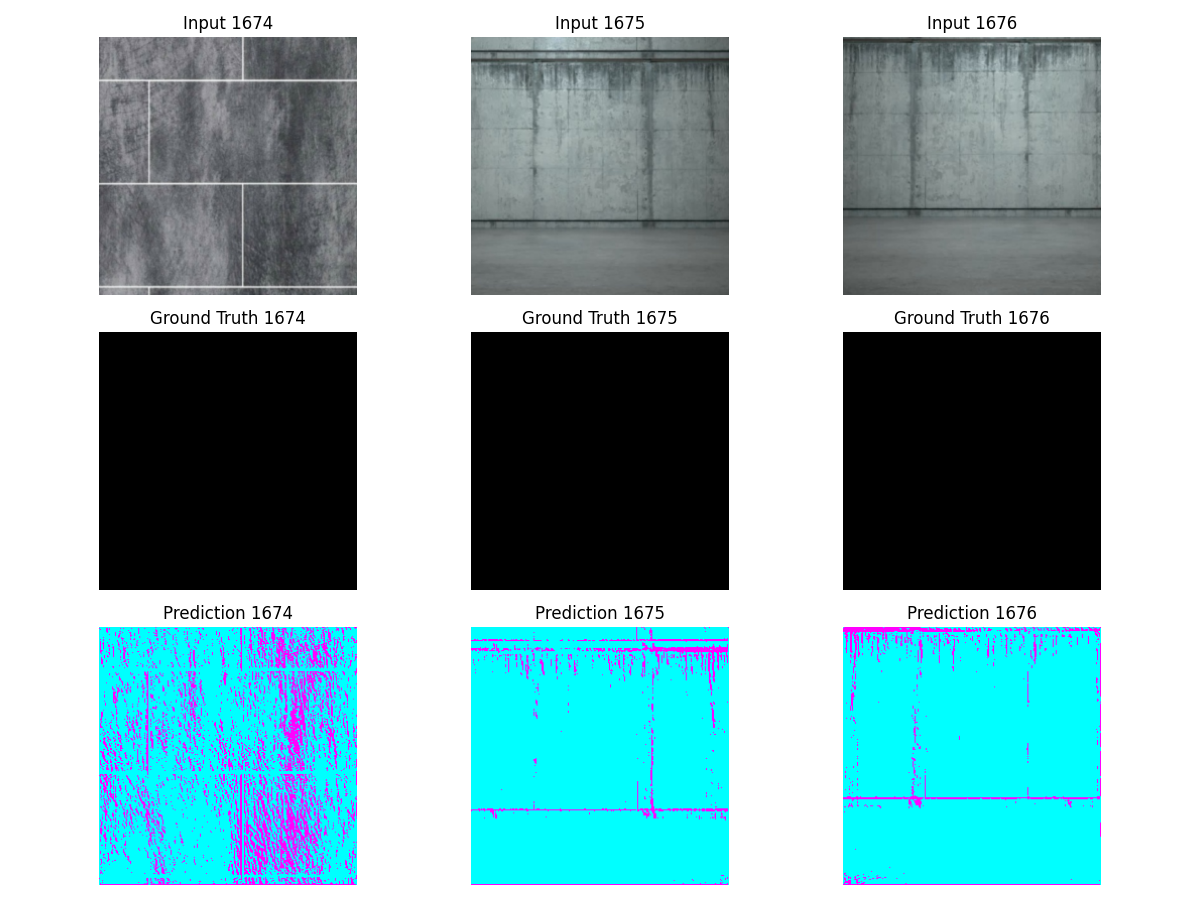 Input 1674
Input 1675
Input 1676
Ground Truth 1674
Ground Truth 1675
Ground Truth 1676
Prediction 1674
Prediction 1675
Prediction 1676